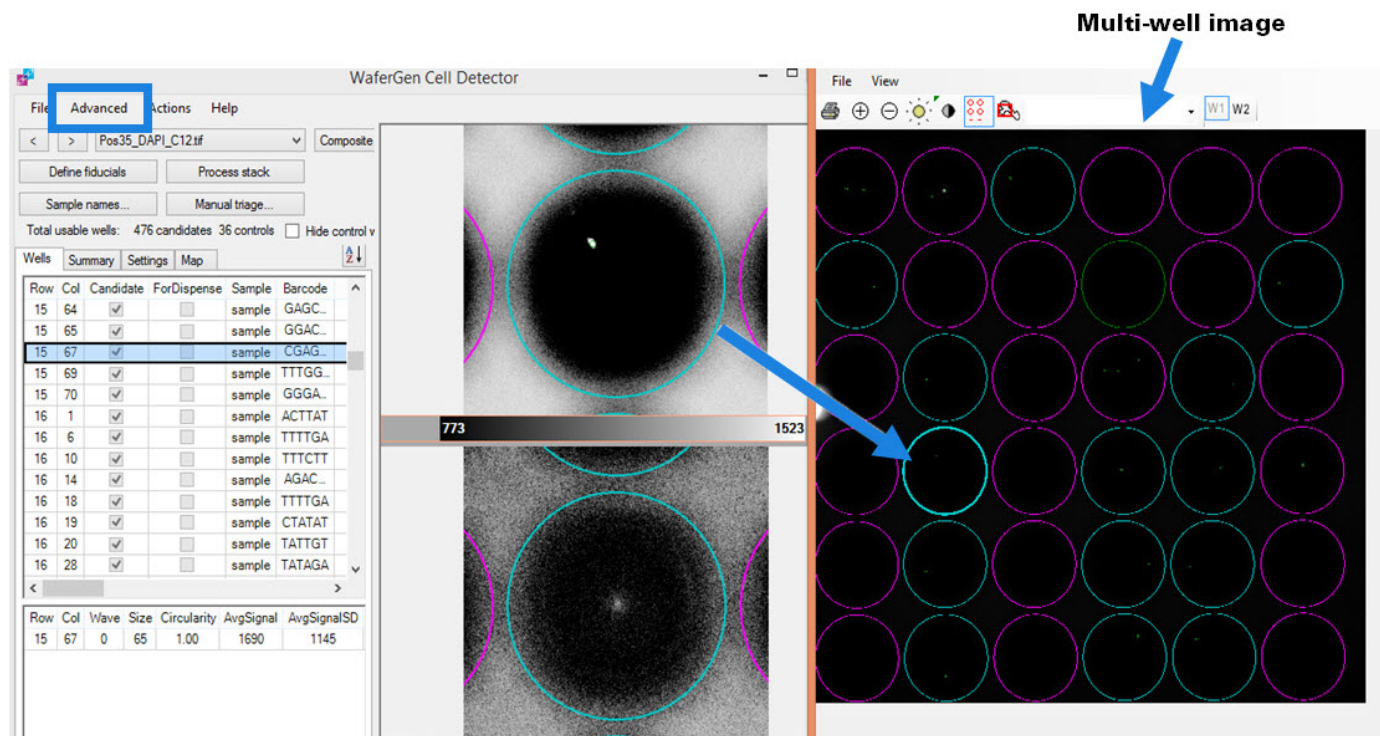 Multi-well image
WaferGen Cell Detector
File Advanced Actions Help
< > Pos35_DAPI_C12.tif Composite
Define fiducials Process stack
Sample names... Manual triage...
Total usable wells: 476 candidates 36 controls Hide control w
Wells Summary Settings Map
Row Col Candidate ForDispense Sample Barcode
15 64 sample GAGC...
15 65 sample GGAC...
15 67 sample CGAG...
15 69 sample TTTGG...
15 70 sample GGGA...
16 1 sample ACTTAT
16 6 sample TTTTGA
16 10 sample TTTCTT
16 14 sample AGAC...
16 18 sample TTTTGA
16 19 sample CTATAT
16 20 sample TATTGT
16 28 sample TATAGA
Row Col Wave Size Circularity AvgSignal AvgSignalSD
15 67 0 65 1.00 1690 1145
773 1523
File View
W1 W2